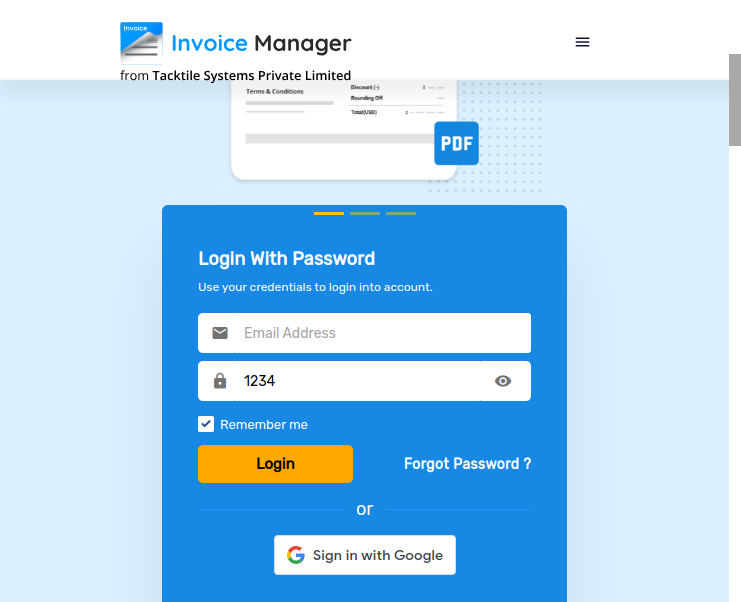 Invoice
Invoice Manager
from Tacktile Systems Private Limited
Terms & Conditions
Discount (-)
Rounding Off
Total(USD)
PDF
Login With Password
Use your credentials to login into account.
Email Address
1234
Remember me
Login
Forgot Password ?
or
Sign in with Google